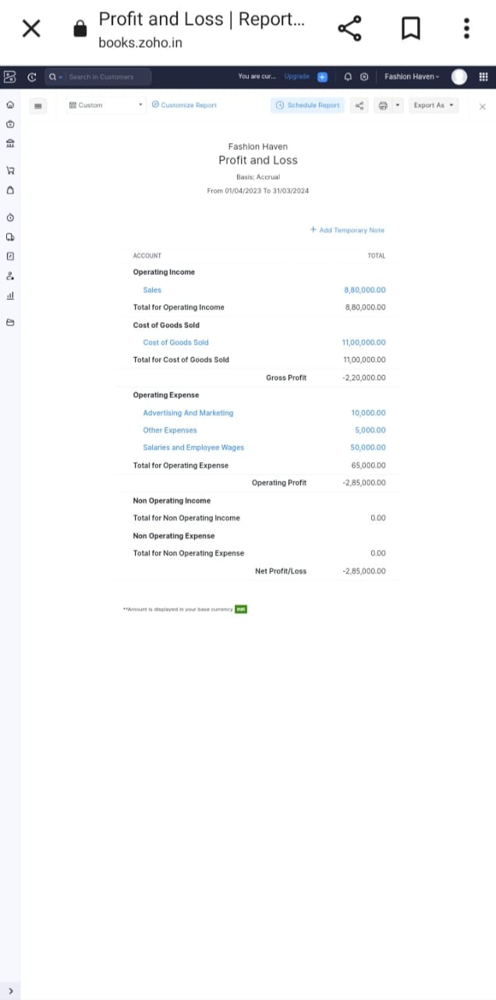 Profit and Loss | Report...
books.zoho.in
Search in Customers
You are cur... Upgrade
Fashion Haven
Custom
Customize Report
Schedule Report
Export As
Fashion Haven
Profit and Loss
Basis: Accrual
From 01/04/2023 To 31/03/2024
+ Add Temporary Note
ACCOUNT TOTAL
Operating Income
Sales 8,80,000.00
Total for Operating Income 8,80,000.00
Cost of Goods Sold
Cost of Goods Sold 11,00,000.00
Total for Cost of Goods Sold 11,00,000.00
Gross Profit -2,20,000.00
Operating Expense
Advertising And Marketing 10,000.00
Other Expenses 5,000.00
Salaries and Employee Wages 50,000.00
Total for Operating Expense 65,000.00
Operating Profit -2,85,000.00
Non Operating Income
Total for Non Operating Income 0.00
Non Operating Expense
Total for Non Operating Expense 0.00
Net Profit/Loss -2,85,000.00
**Amount is displayed in your base currency INR